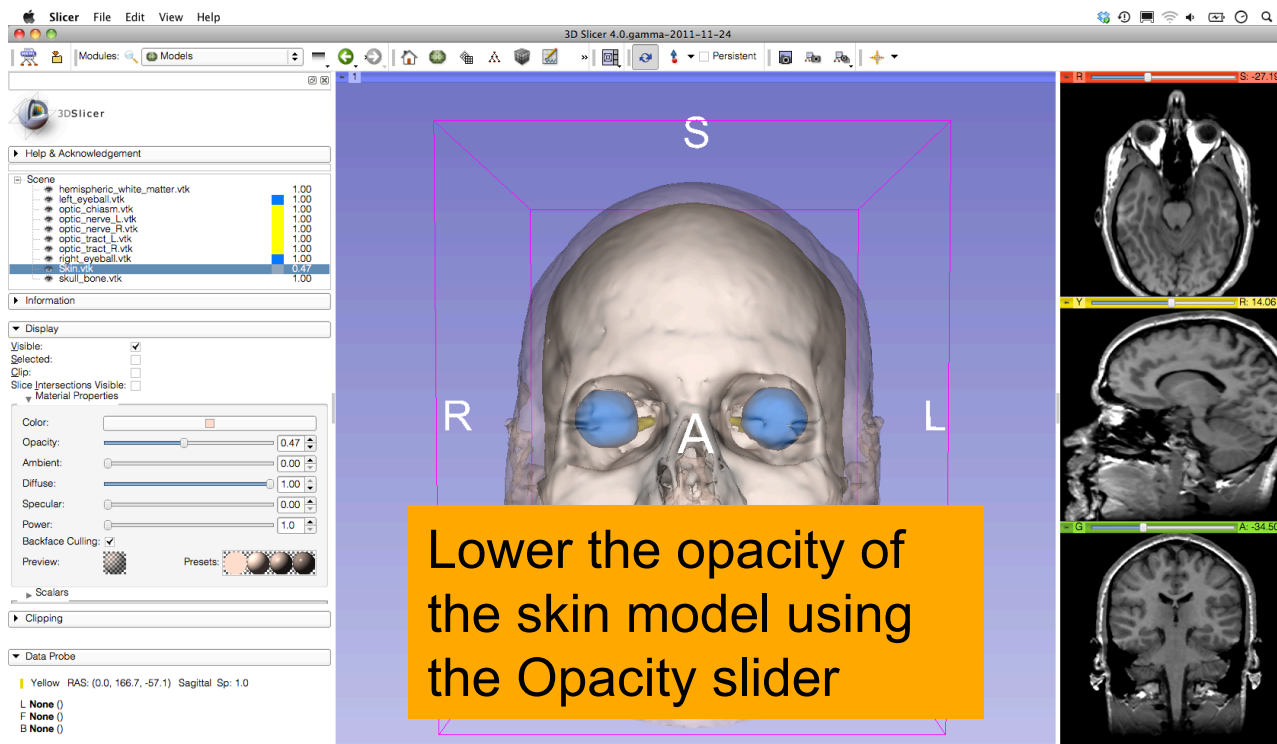 Slicer File Edit View Help
3D Slicer 4.0.gamma-2011-11-24
Modules: Models
» Persistent
3DSlicer
Help & Acknowledgement
Scene
hemispheric_white_matter.vtk 1.00
left_eyeball.vtk 1.00
optic_chiasm.vtk 1.00
optic_nerve_L.vtk 1.00
optic_nerve_R.vtk 1.00
optic_tract_L.vtk 1.00
optic_tract_R.vtk 1.00
right_eyeball.vtk 1.00
Skin.vtk 0.47
skull_bone.vtk 1.00
Information
Display
Visible:
Selected:
Clip:
Slice Intersections Visible:
Material Properties
Color:
Opacity: 0.47
Ambient: 0.00
Diffuse: 1.00
Specular: 0.00
Power: 1.0
Backface Culling:
Preview: Presets:
Scalars
Clipping
Data Probe
Yellow RAS: (0.0, 166.7, -57.1) Sagittal Sp: 1.0
L None ()
F None ()
B None ()
1
S
R
A
L
Lower the opacity of
the skin model using
the Opacity slider
R S: -27.19
Y R: 14.06
G A: -34.50